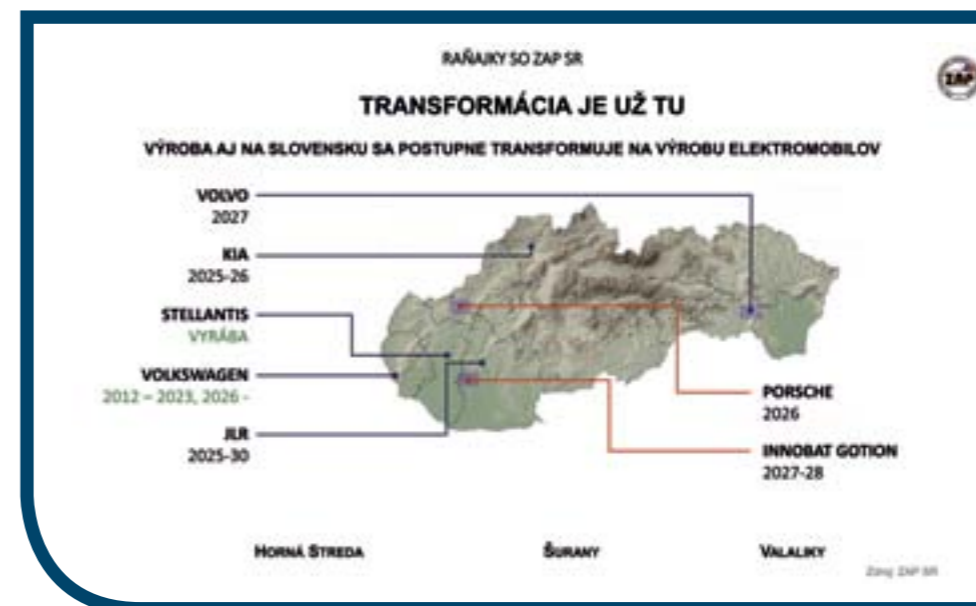 RAŇAJKY SO ZAP SR
ZAP
TRANSFORMÁCIA JE UŽ TU
VÝROBA AJ NA SLOVENSKU SA POSTUPNE TRANSFORMUJE NA VÝROBU ELEKTROMOBILOV
VOLVO
2027
KIA
2025-26
STELLANTIS
VYRÁBA
VOLKSWAGEN
2012 – 2023, 2026 -
JLR
2025-30
PORSCHE
2026
INNOBAT GOTION
2027-28
HORNÁ STREDA
ŠURANY
VALALIKY
Zdroj: ZAP SR